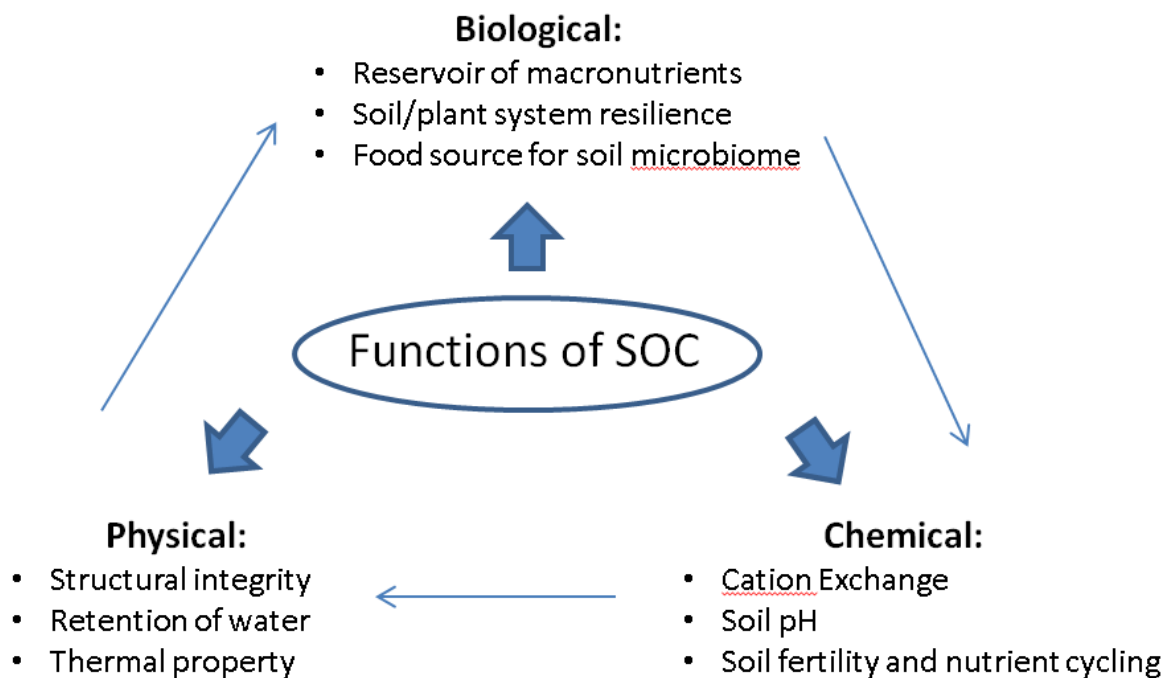 Biological:
• Reservoir of macronutrients
• Soil/plant system resilience
• Food source for soil microbiome
Functions of SOC
Physical:
• Structural integrity
• Retention of water
• Thermal property
Chemical:
• Cation Exchange
• Soil pH
• Soil fertility and nutrient cycling